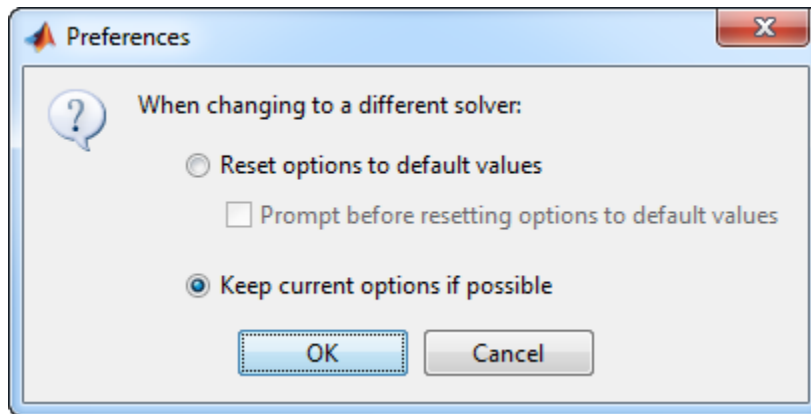 Preferences
When changing to a different solver:
Reset options to default values
Prompt before resetting options to default values
Keep current options if possible
OK
Cancel